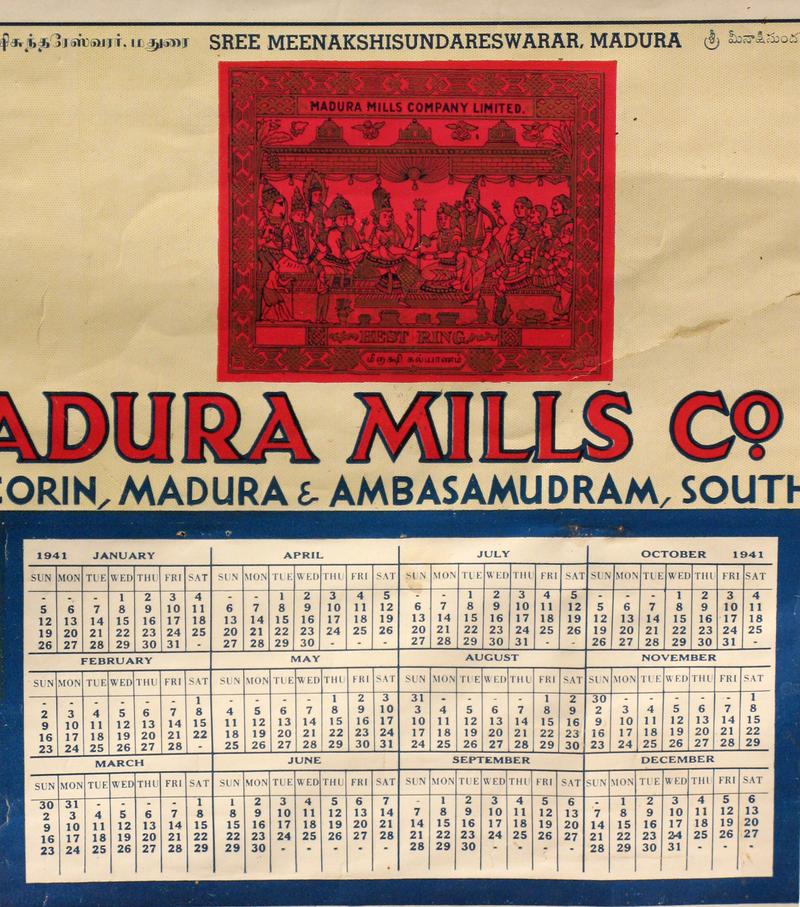 ஷிசுந்தரேஸ்வரர், மதுரை SREE MEENAKSHISUNDARESWARAR, MADURA ஸ்ரீ மீனாக்ஷிசுந்த
MADURA MILLS COMPANY LIMITED.
BEST RING
மீனாக்ஷி கல்யாணம்
ADURA MILLS Co
CORIN, MADURA & AMBASAMUDRAM, SOUTH
1941 JANUARY APRIL JULY OCTOBER 1941
SUN MON TUE WED THU FRI SAT SUN MON TUE WED THU FRI SAT SUN MON TUE WED THU FRI SAT SUN MON TUE WED THU FRI SAT
- - - 1 2 3 4 - - 1 2 3 4 5 - - 1 2 3 4 5 - - - 1 2 3 4
5 6 7 8 9 10 11 6 7 8 9 10 11 12 6 7 8 9 10 11 12 5 6 7 8 9 10 11
12 13 14 15 16 17 18 13 14 15 16 17 18 19 13 14 15 16 17 18 19 12 13 14 15 16 17 18
19 20 21 22 23 24 25 20 21 22 23 24 25 26 20 21 22 23 24 25 26 19 20 21 22 23 24 25
26 27 28 29 30 31 - 27 28 29 30 - - - 27 28 29 30 31 - - 26 27 28 29 30 31 -
FEBRUARY MAY AUGUST NOVEMBER
SUN MON TUE WED THU FRI SAT SUN MON TUE WED THU FRI SAT SUN MON TUE WED THU FRI SAT SUN MON TUE WED THU FRI SAT
- - - - - - 1 - - - - 1 2 3 31 - - - - 1 2 30 - - - - - 1
2 3 4 5 6 7 8 4 5 6 7 8 9 10 3 4 5 6 7 8 9 2 3 4 5 6 7 8
9 10 11 12 13 14 15 11 12 13 14 15 16 17 10 11 12 13 14 15 16 9 10 11 12 13 14 15
16 17 18 19 20 21 22 18 19 20 21 22 23 24 17 18 19 20 21 22 23 16 17 18 19 20 21 22
23 24 25 26 27 28 - 25 26 27 28 29 30 31 24 25 26 27 28 29 30 23 24 25 26 27 28 29
MARCH JUNE SEPTEMBER DECEMBER
SUN MON TUE WED THU FRI SAT SUN MON TUE WED THU FRI SAT SUN MON TUE WED THU FRI SAT SUN MON TUE WED THU FRI SAT
30 31 - - - - 1 1 2 3 4 5 6 7 - 1 2 3 4 5 6 - 1 2 3 4 5 6
2 3 4 5 6 7 8 8 9 10 11 12 13 14 7 8 9 10 11 12 13 7 8 9 10 11 12 13
9 10 11 12 13 14 15 15 16 17 18 19 20 21 14 15 16 17 18 19 20 14 15 16 17 18 19 20
16 17 18 19 20 21 22 22 23 24 25 26 27 28 21 22 23 24 25 26 27 21 22 23 24 25 26 27
23 24 25 26 27 28 29 29 30 - - - - - 28 29 30 - - - - 28 29 30 31 - - -